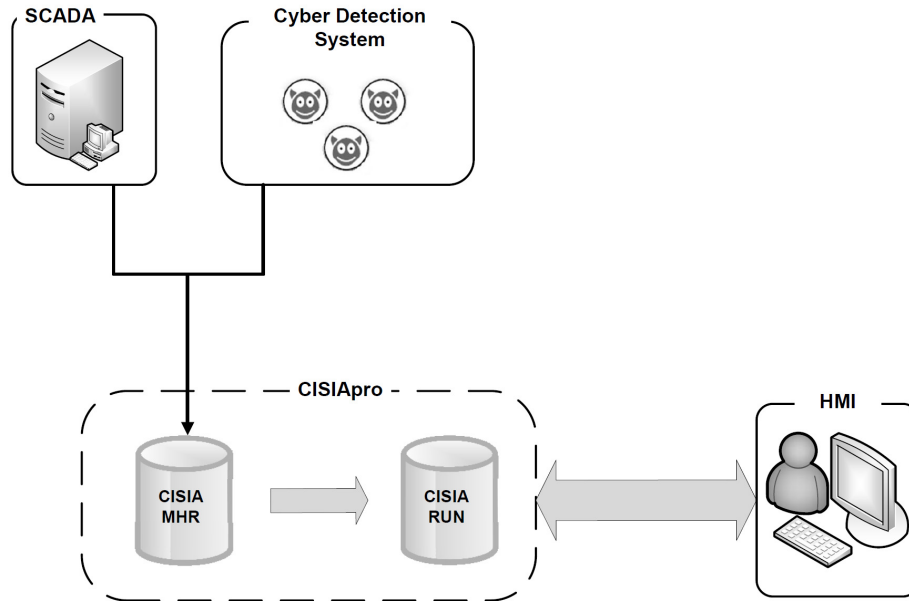 SCADA
Cyber Detection
System
CISIApro
HMI
CISIA
MHR
CISIA
RUN